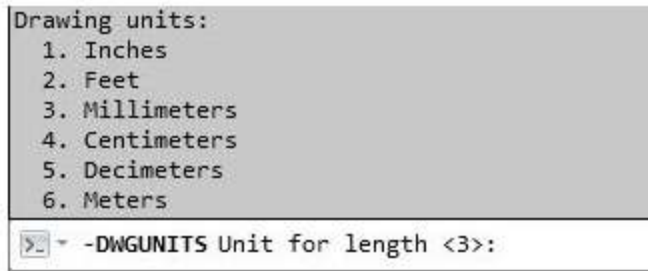 Drawing units:
1. Inches
2. Feet
3. Millimeters
4. Centimeters
5. Decimeters
6. Meters
-DWGUNITS Unit for length <3>: